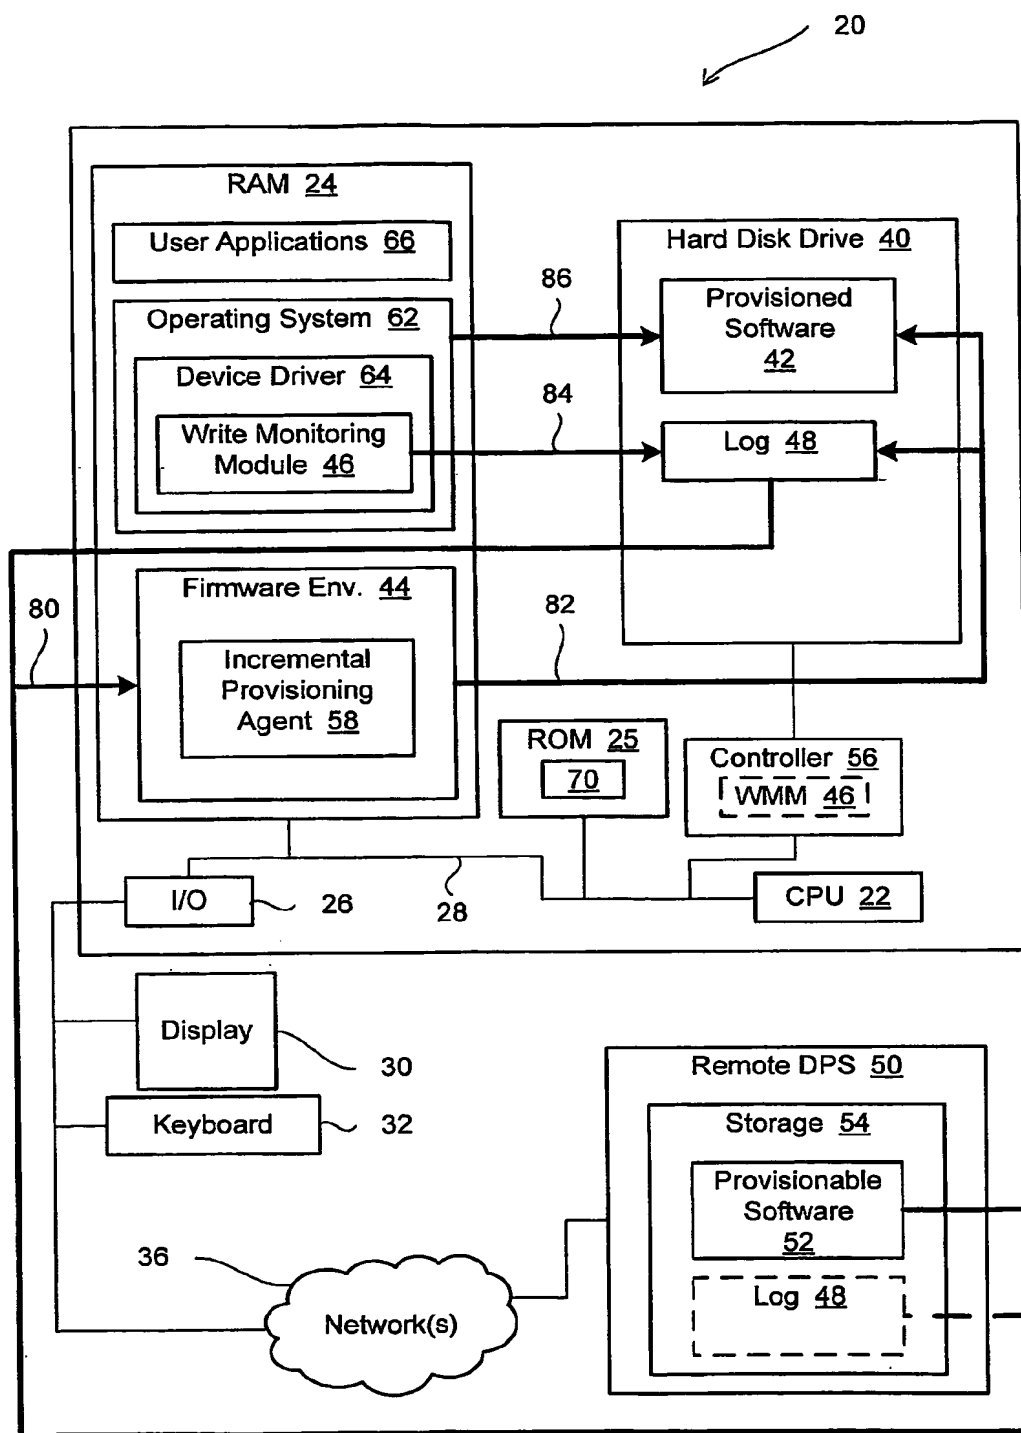 20
RAM 24
User Applications 66
Operating System 62
Device Driver 64
Write Monitoring
Module 46
86
84
Hard Disk Drive 40
Provisioned
Software
42
Log 48
80
Firmware Env. 44
Incremental
Provisioning
Agent 58
82
ROM 25
70
Controller 56
WMM 46
I/O
26
28
CPU 22
Display
30
Keyboard
32
Remote DPS 50
Storage 54
Provisionable
Software
52
Log 48
36
Network(s)